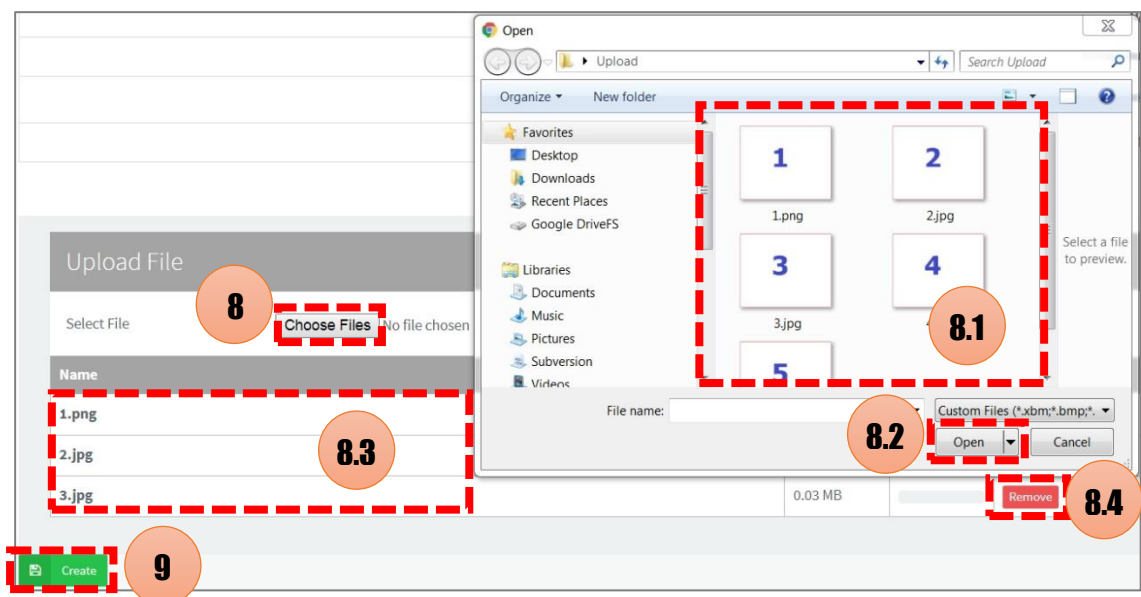 Open
Upload
Search Upload
Organize
New folder
Favorites
Desktop
Downloads
Recent Places
Google DriveFS
Libraries
Documents
Music
Pictures
Subversion
Videos
1
1.png
2
2.jpg
3
3.jpg
4
5
8.1
Select a file
to preview.
File name:
Custom Files (*.xbm;*.bmp;*.
8.2
Open
Cancel
Upload File
8
Select File
Choose Files
No file chosen
Name
1.png
2.jpg
3.jpg
8.3
0.03 MB
Remove
8.4
Create
9